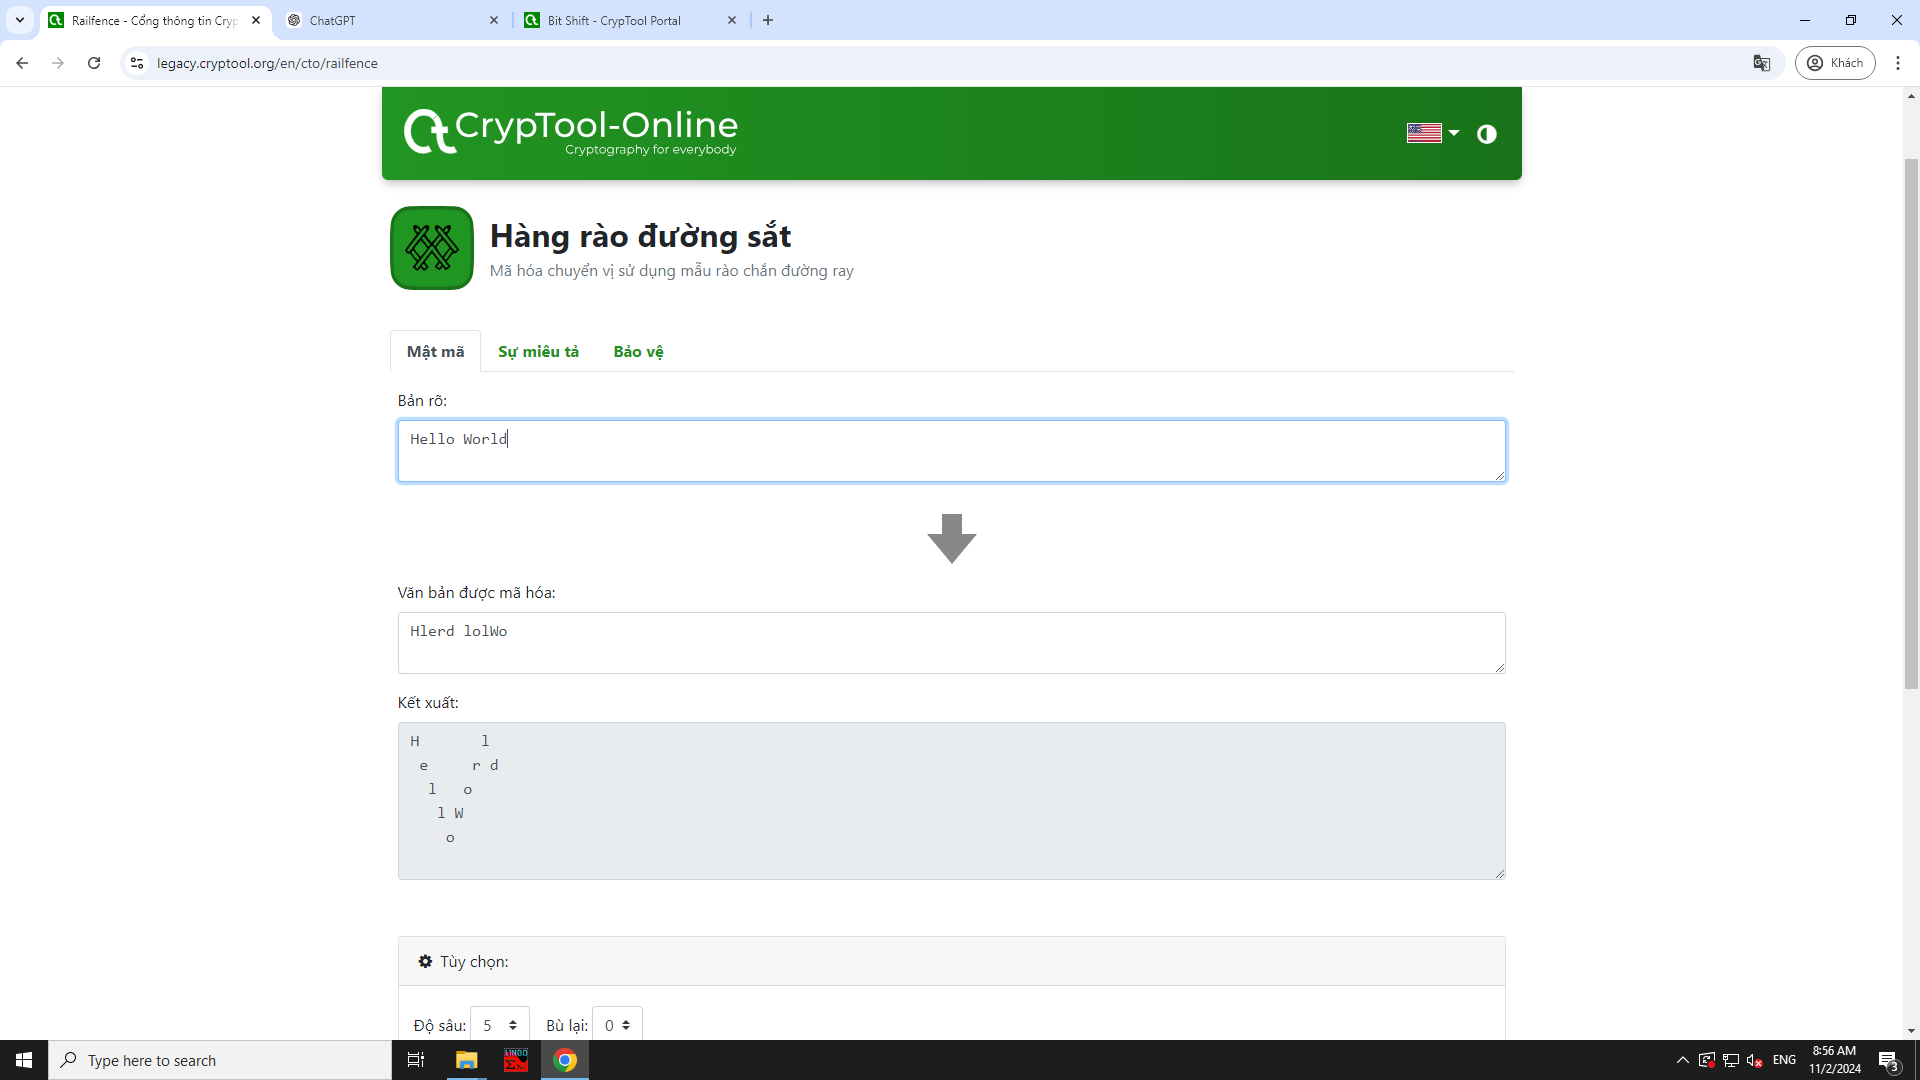 Railfence - Cổng thông tin Cryp
ChatGPT
Bit Shift - CrypTool Portal
legacy.cryptool.org/en/cto/railfence
Khách
CrypTool-Online
Cryptography for everybody
Hàng rào đường sắt
Mã hóa chuyển vị sử dụng mẫu rào chắn đường ray
Mật mã
Sự miêu tả
Bảo vệ
Bản rõ:
Hello World
Văn bản được mã hóa:
Hlerd lolWo
Kết xuất:
H       l
 e     r d
  l   o
   l W
    o
Tùy chọn:
Độ sâu: 5 Bù lại: 0
Type here to search
LINDO
ENG
8:56 AM
11/2/2024
3